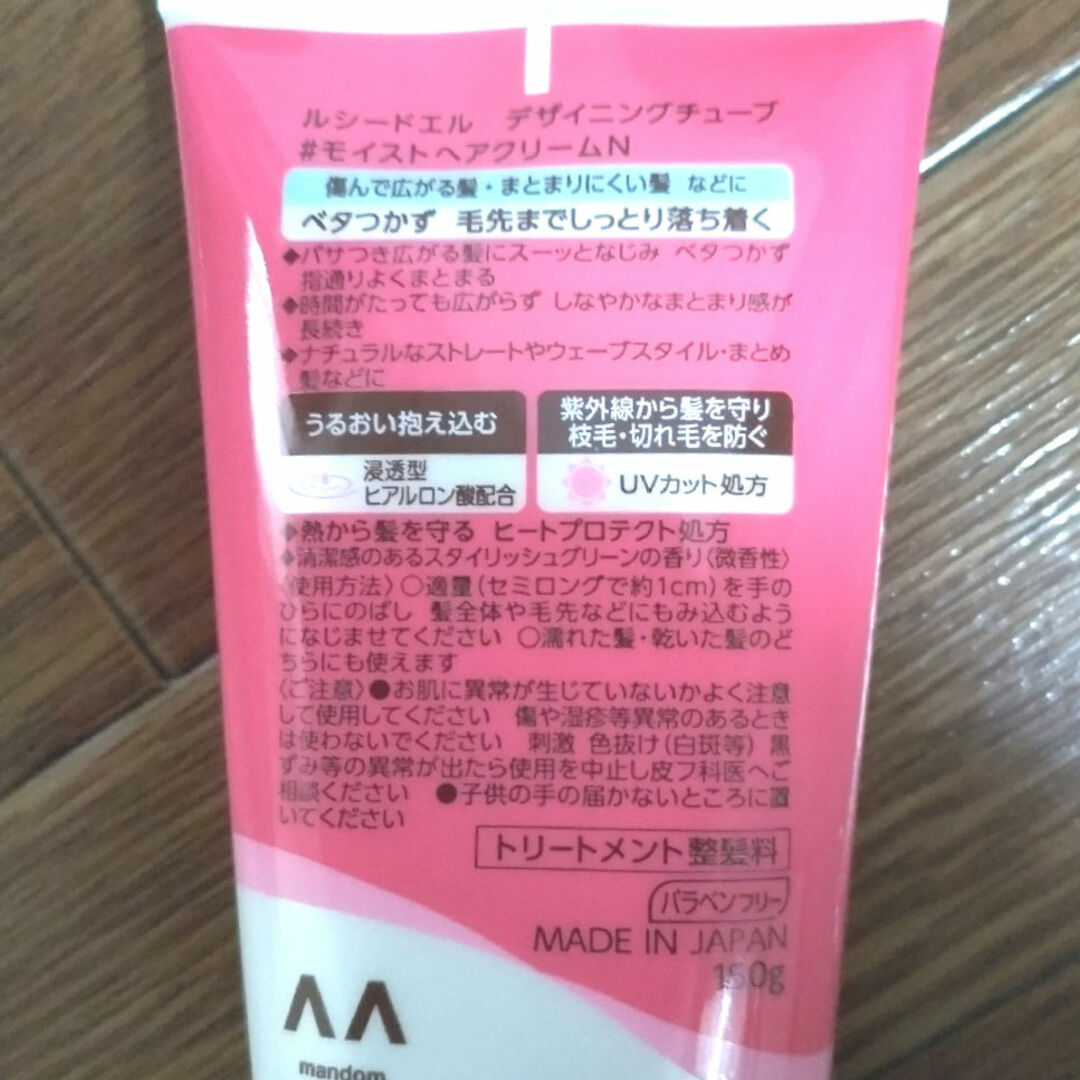 ルシードエル デザイニングチューブ
#モイストヘアクリームN
傷んで広がる髪・まとまりにくい髪 などに
ベタつかず 毛先までしっとり落ち着く
◆パサつき広がる髪にスーッとなじみ ベタつかず
指通りよくまとまる
◆時間がたっても広がらず しなやかなまとまり感が
長続き
◆ナチュラルなストレートやウェーブスタイル・まとめ
髪などに
うるおい抱え込む
浸透型
ヒアルロン酸配合
紫外線から髪を守り
枝毛・切れ毛を防ぐ
UVカット処方
◆熱から髪を守る ヒートプロテクト処方
◆清潔感のあるスタイリッシュグリーンの香り〈微香性〉
〈使用方法〉○適量(セミロングで約1cm)を手の
ひらにのばし 髪全体や毛先などにもみ込むよう
になじませてください ○濡れた髪・乾いた髪のど
ちらにも使えます
〈ご注意〉●お肌に異常が生じていないかよく注意
して使用してください 傷や湿疹等異常のあるとき
は使わないでください 刺激 色抜け(白斑等) 黒
ずみ等の異常が出たら使用を中止し皮フ科医へご
相談ください ●子供の手の届かないところに置
いてください
トリートメント整髪料
パラベンフリー
MADE IN JAPAN
150g
mandom